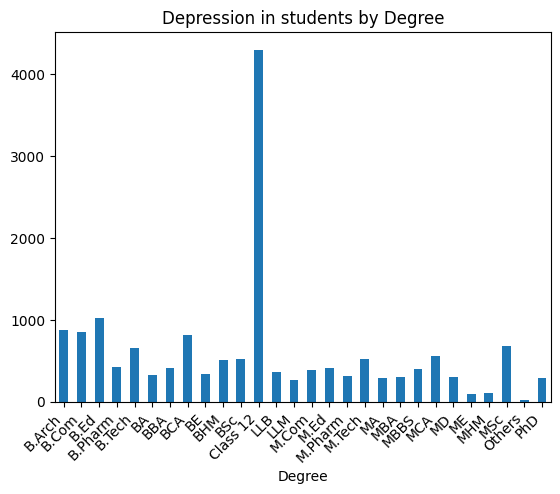 Depression in students by Degree
4000
3000
2000
1000
0
B.Arch
B.Com
B.Ed
B.Pharm
B.Tech
BA
BBA
BCA
BE
BHM
BSc
Class 12
LLB
LLM
M.Com
M.Ed
M.Pharm
M.Tech
MA
MBA
MBBS
MCA
MD
ME
MHM
MSc
Others
PhD
Degree